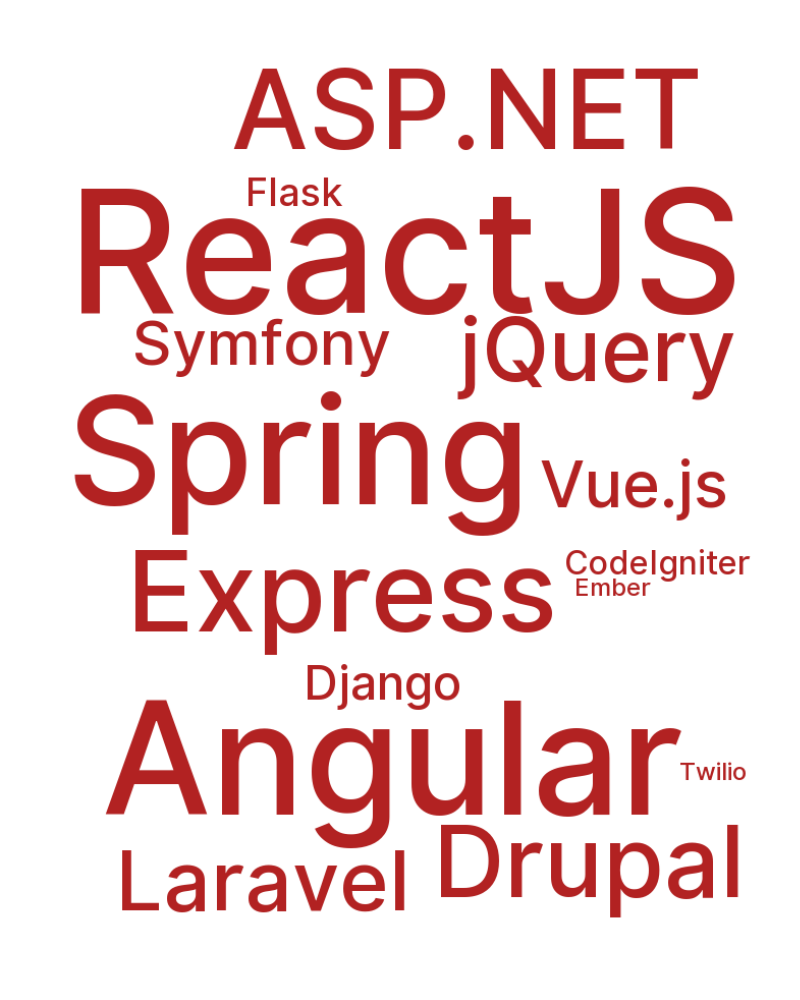 ASP.NET
Flask
ReactJS
Symfony
jQuery
Spring
Vue.js
Express
CodeIgniter
Ember
Django
Angular
Twilio
Laravel
Drupal